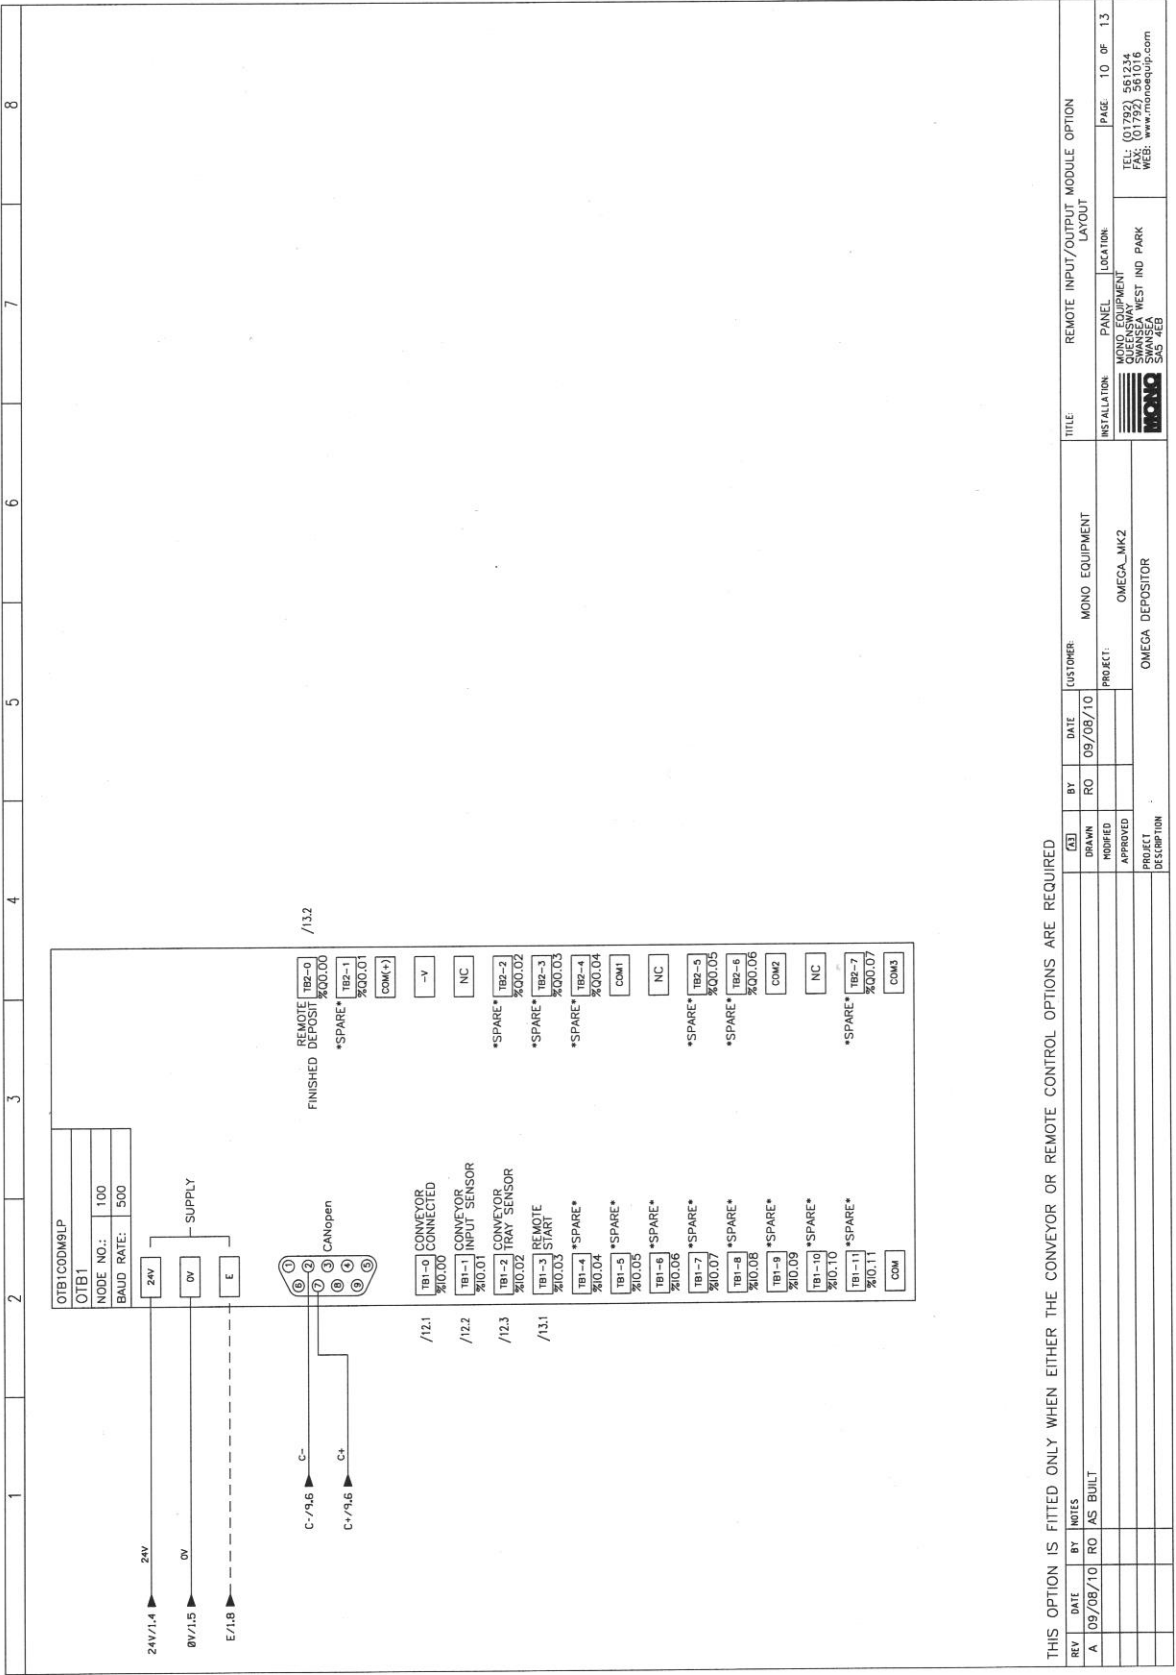 1 2 3 4 5 6 7 8
OTB1C0DM9LP
OTB1
NODE NO.: 100
BAUD RATE: 500
24V/1.4 24V 24V
0V/1.5 0V 0V
E/1.8 E
SUPPLY
C-/9.6 C-
C+/9.6 C+
1 2 3 4 5
6 7 8 9
CANopen
/12.1 TB1-0 CONVEYOR CONNECTED
%I0.00
/12.2 TB1-1 CONVEYOR INPUT SENSOR
%I0.01
/12.3 TB1-2 CONVEYOR TRAY SENSOR
%I0.02
/13.1 TB1-3 REMOTE START
%I0.03
TB1-4 *SPARE*
%I0.04
TB1-5 *SPARE*
%I0.05
TB1-6 *SPARE*
%I0.06
TB1-7 *SPARE*
%I0.07
TB1-8 *SPARE*
%I0.08
TB1-9 *SPARE*
%I0.09
TB1-10 *SPARE*
%I0.10
TB1-11 *SPARE*
%I0.11
COM
REMOTE
FINISHED DEPOSIT TB2-0 /13.2
%Q0.00
*SPARE* TB2-1
%Q0.01
COM(+)
-V
NC
*SPARE* TB2-2
%Q0.02
*SPARE* TB2-3
%Q0.03
*SPARE* TB2-4
%Q0.04
COM1
NC
*SPARE* TB2-5
%Q0.05
*SPARE* TB2-6
%Q0.06
COM2
NC
*SPARE* TB2-7
%Q0.07
COM3
THIS OPTION IS FITTED ONLY WHEN EITHER THE CONVEYOR OR REMOTE CONTROL OPTIONS ARE REQUIRED
REV DATE BY NOTES
A 09/08/10 RO AS BUILT
A3 BY DATE
DRAWN RO 09/08/10
MODIFIED
APPROVED
PROJECT
DESCRIPTION
OMEGA DEPOSITOR
CUSTOMER: MONO EQUIPMENT
PROJECT: OMEGA_MK2
TITLE: REMOTE INPUT/OUTPUT MODULE OPTION
LAYOUT
INSTALLATION: PANEL LOCATION: PAGE: 10 OF 13
MONO
MONO EQUIPMENT
QUEENSWAY
SWANSEA WEST IND PARK
SWANSEA
SA5 4EB
TEL: (01792) 561234
FAX: (01792) 561016
WEB: www.monoequip.com